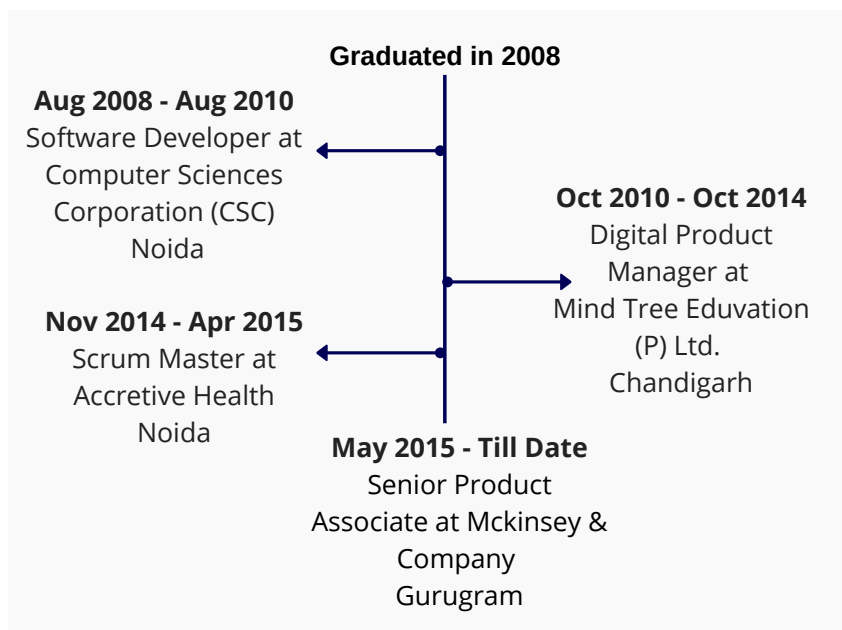 Graduated in 2008
Aug 2008 - Aug 2010
Software Developer at
Computer Sciences
Corporation (CSC)
Noida
Oct 2010 - Oct 2014
Digital Product
Manager at
Mind Tree Eduvation
(P) Ltd.
Chandigarh
Nov 2014 - Apr 2015
Scrum Master at
Accretive Health
Noida
May 2015 - Till Date
Senior Product
Associate at Mckinsey &
Company
Gurugram